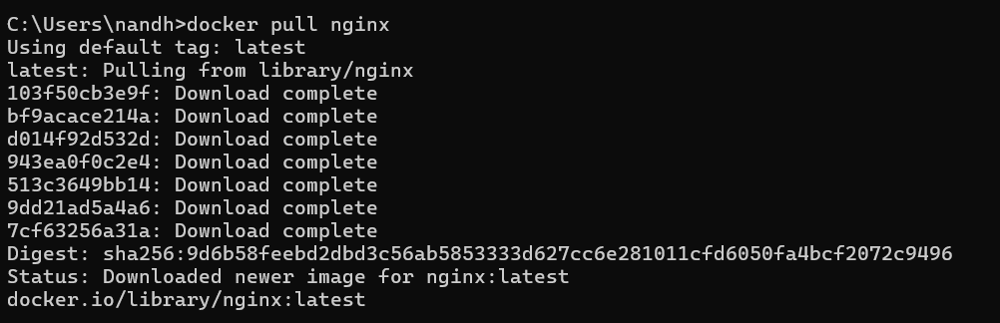 C:\Users\nandh>docker pull nginx
Using default tag: latest
latest: Pulling from library/nginx
103f50cb3e9f: Download complete
bf9acace214a: Download complete
d014f92d532d: Download complete
943ea0f0c2e4: Download complete
513c3649bb14: Download complete
9dd21ad5a4a6: Download complete
7cf63256a31a: Download complete
Digest: sha256:9d6b58feebd2dbd3c56ab5853333d627cc6e281011cfd6050fa4bcf2072c9496
Status: Downloaded newer image for nginx:latest
docker.io/library/nginx:latest